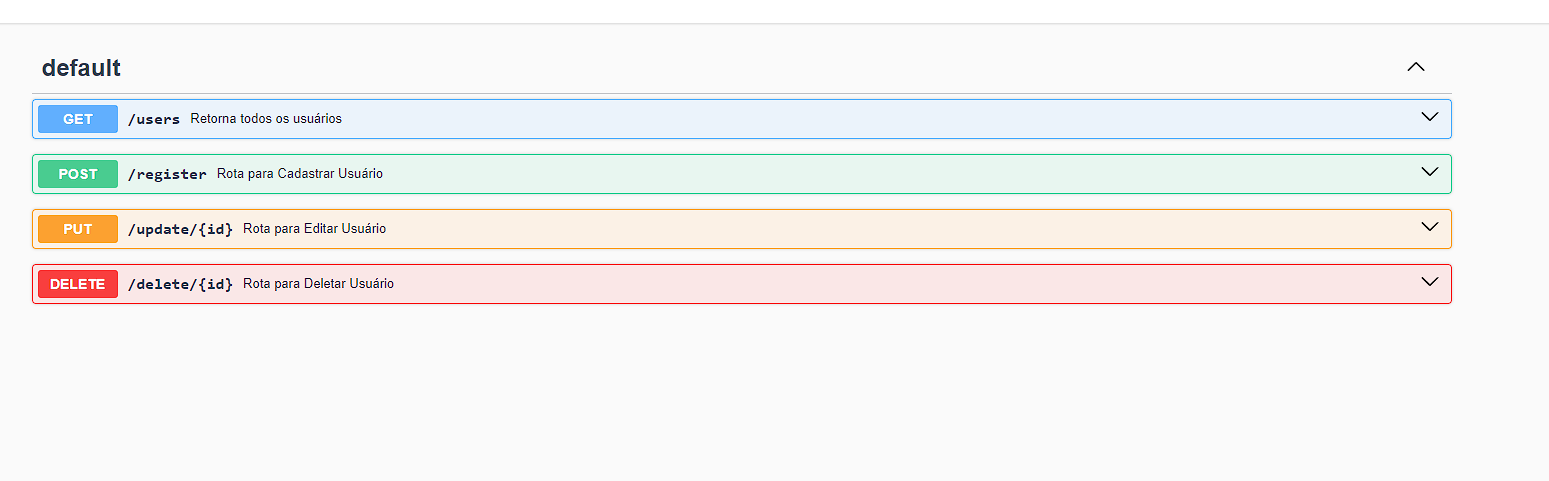 default
GET /users Retorna todos os usuários
POST /register Rota para Cadastrar Usuário
PUT /update/{id} Rota para Editar Usuário
DELETE /delete/{id} Rota para Deletar Usuário